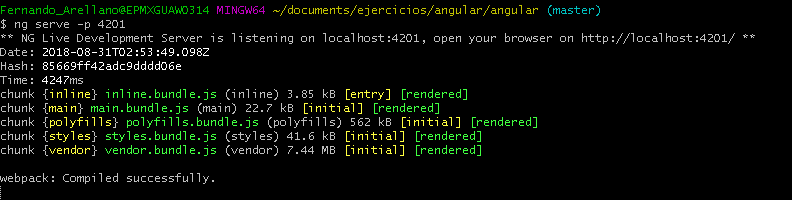 Fernando_Arellano@EPMXGUAW0314 MINGW64 ~/documents/ejercicios/angular/angular (master)
$ ng serve -p 4201
** NG Live Development Server is listening on localhost:4201, open your browser on http://localhost:4201/ **
Date: 2018-08-31T02:53:49.098Z
Hash: 85669ff42adc9dddd06e
Time: 4247ms
chunk {inline} inline.bundle.js (inline) 3.85 kB [entry] [rendered]
chunk {main} main.bundle.js (main) 22.7 kB [initial] [rendered]
chunk {polyfills} polyfills.bundle.js (polyfills) 562 kB [initial] [rendered]
chunk {styles} styles.bundle.js (styles) 41.6 kB [initial] [rendered]
chunk {vendor} vendor.bundle.js (vendor) 7.44 MB [initial] [rendered]
webpack: Compiled successfully.